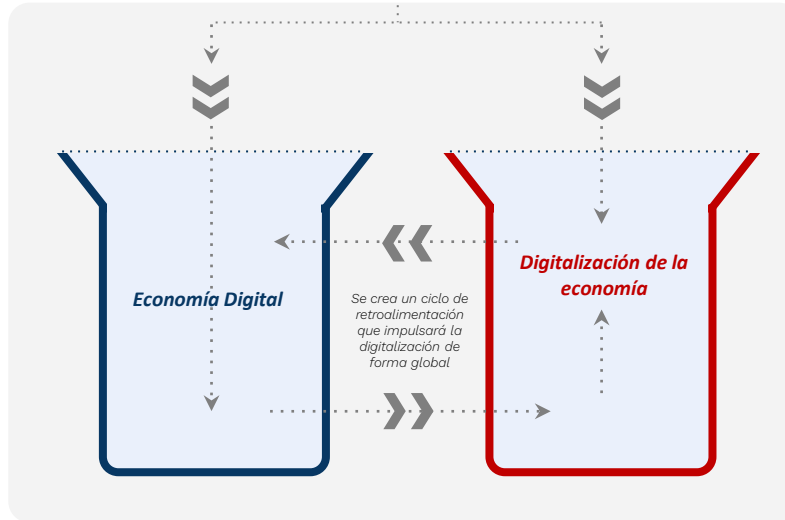 Economía Digital
Se crea un ciclo de
retroalimentación
que impulsará la
digitalización de
forma global
Digitalización de la
economía